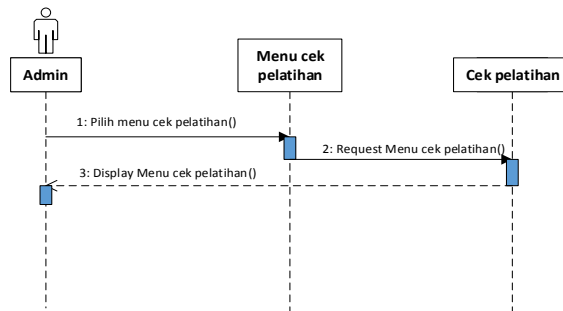 Admin
Menu cek
pelatihan
Cek pelatihan
1: Pilih menu cek pelatihan()
2: Request Menu cek pelatihan()
3: Display Menu cek pelatihan()